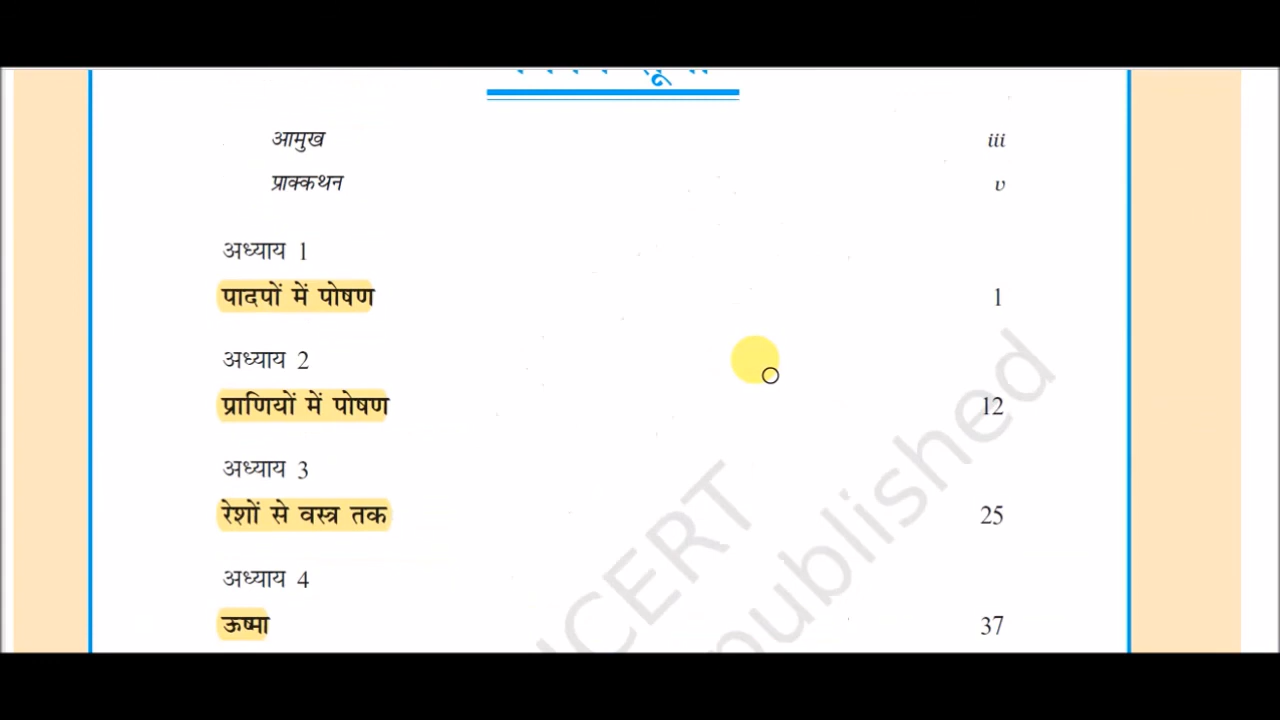 आमुख iii
प्राक्कथन v
अध्याय 1
पादपों में पोषण 1
अध्याय 2
प्राणियों में पोषण 12
अध्याय 3
रेशों से वस्त्र तक 25
अध्याय 4
ऊष्मा 37
published